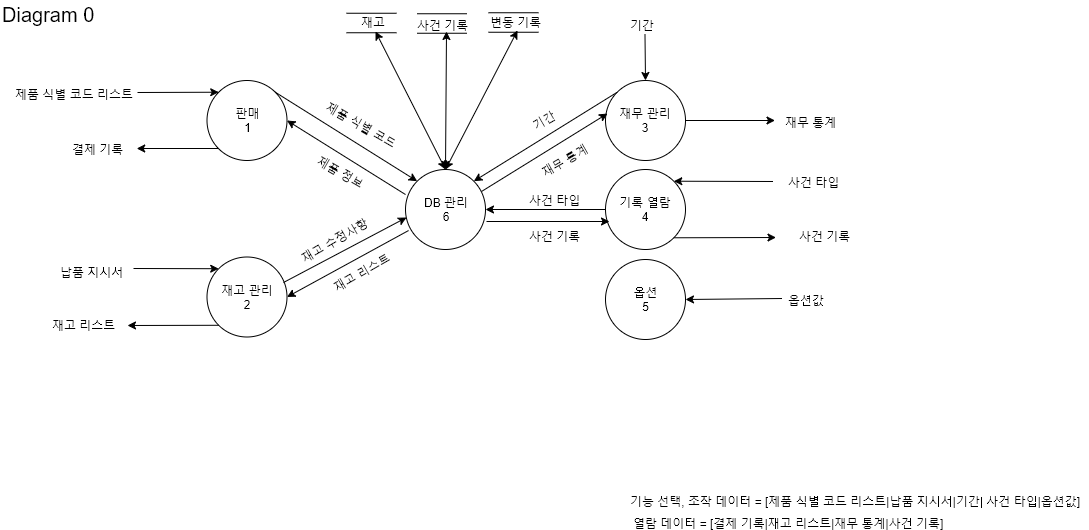 Diagram 0
재고
사건 기록
변동 기록
기간
제품 식별 코드 리스트
판매
1
결제 기록
제품 식별 코드
제품 정보
기간
재무 통계
재무 관리
3
재무 통계
DB 관리
6
사건 타입
사건 기록
기록 열람
4
사건 타입
사건 기록
납품 지시서
재고 관리
2
재고 리스트
재고 수정사항
재고 리스트
옵션
5
옵션값
기능 선택, 조작 데이터 = [제품 식별 코드 리스트|납품 지시서|기간| 사건 타입|옵션값]
열람 데이터 = [결제 기록|재고 리스트|재무 통계|사건 기록]